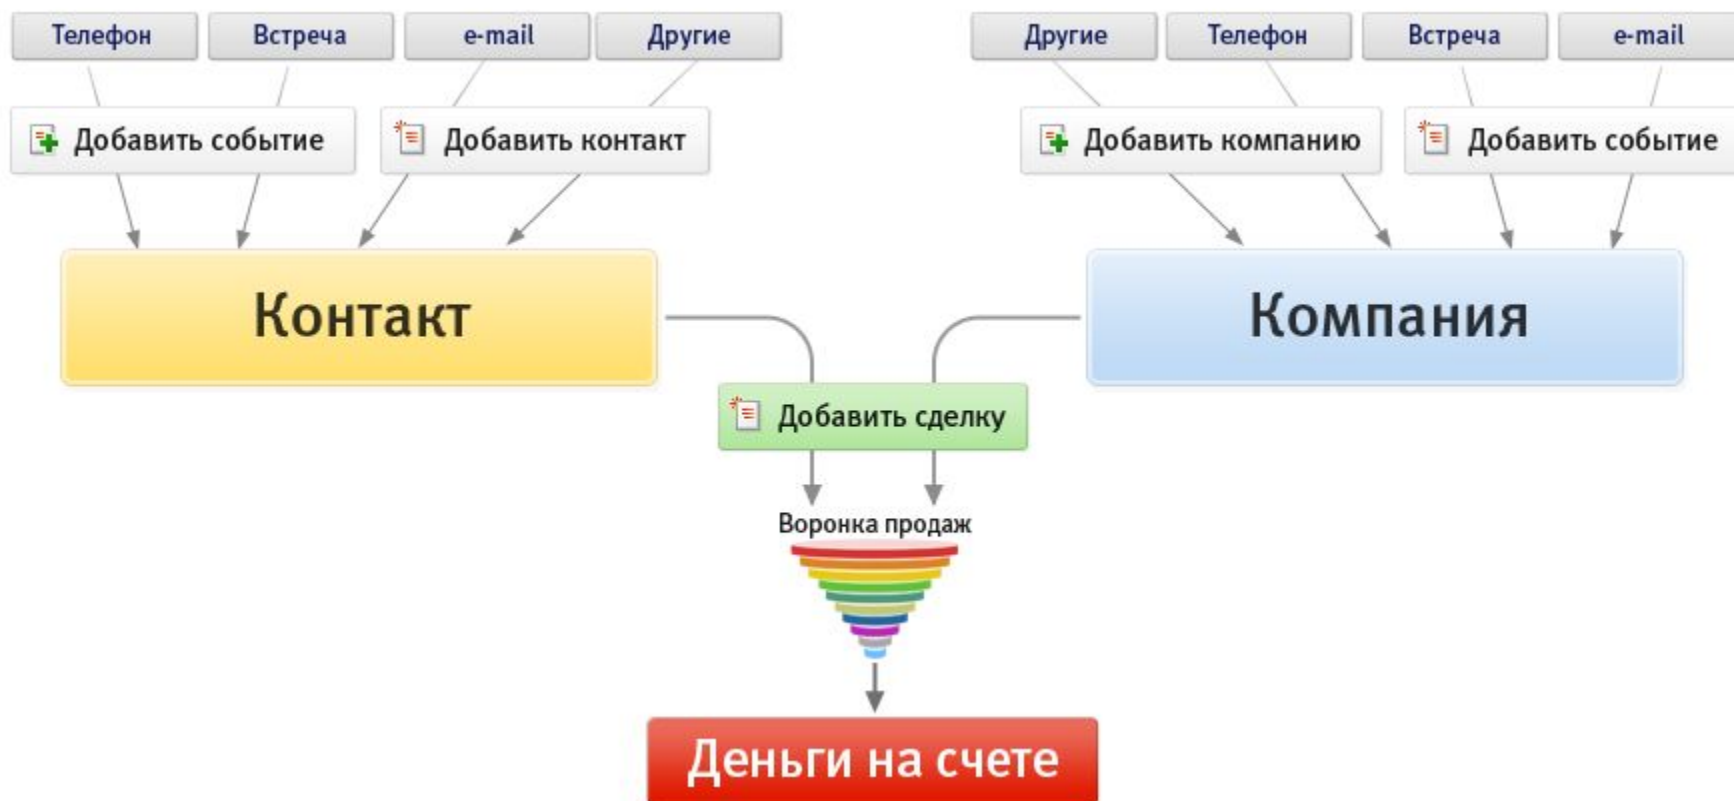 Телефон
Встреча
e-mail
Другие
Другие
Телефон
Встреча
e-mail
Добавить событие
Добавить контакт
Добавить компанию
Добавить событие
Контакт
Компания
Добавить сделку
Воронка продаж
Деньги на счете